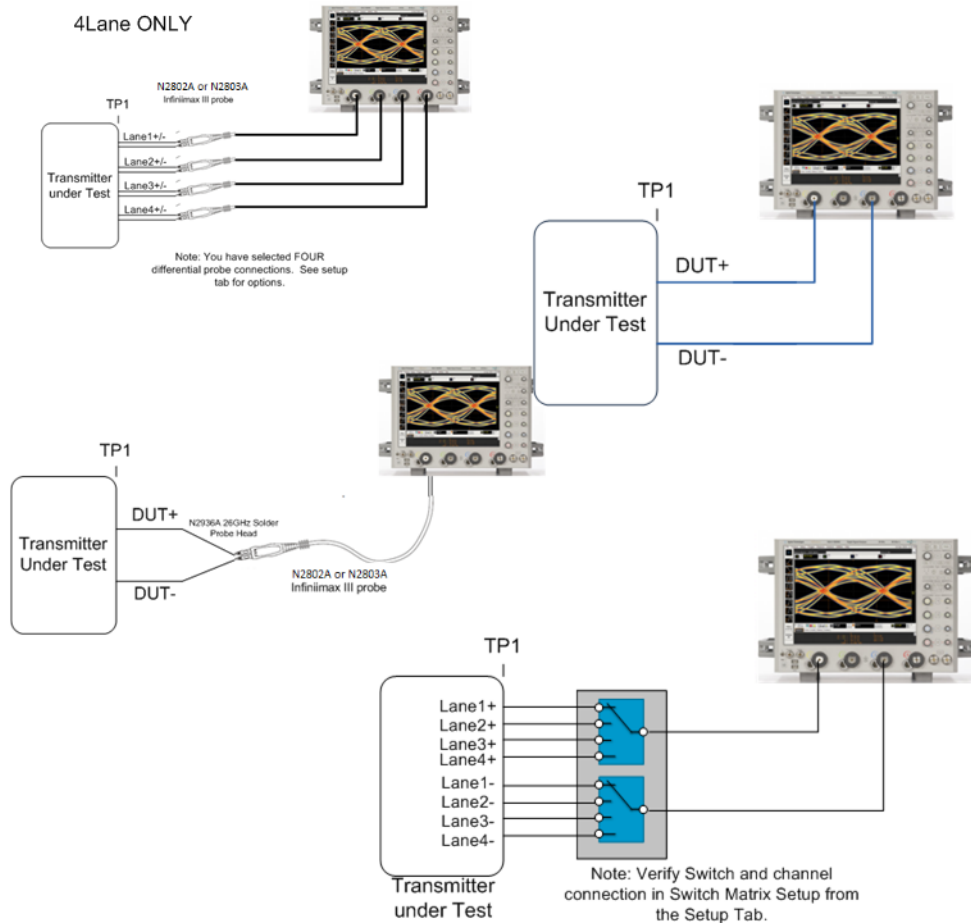 4Lane ONLY
N2802A or N2803A
Infiniimax III probe
TP1
Lane1+/-
Lane2+/-
Lane3+/-
Lane4+/-
Transmitter
under Test
Note: You have selected FOUR
differential probe connections. See setup
tab for options.
TP1
DUT+
Transmitter
Under Test
DUT-
TP1
DUT+
N2936A 26GHz Solder
Probe Head
Transmitter
Under Test
N2802A or N2803A
Infiniimax III probe
DUT-
TP1
Lane1+
Lane2+
Lane3+
Lane4+
Lane1-
Lane2-
Lane3-
Lane4-
Transmitter
under Test
Note: Verify Switch and channel
connection in Switch Matrix Setup from
the Setup Tab.